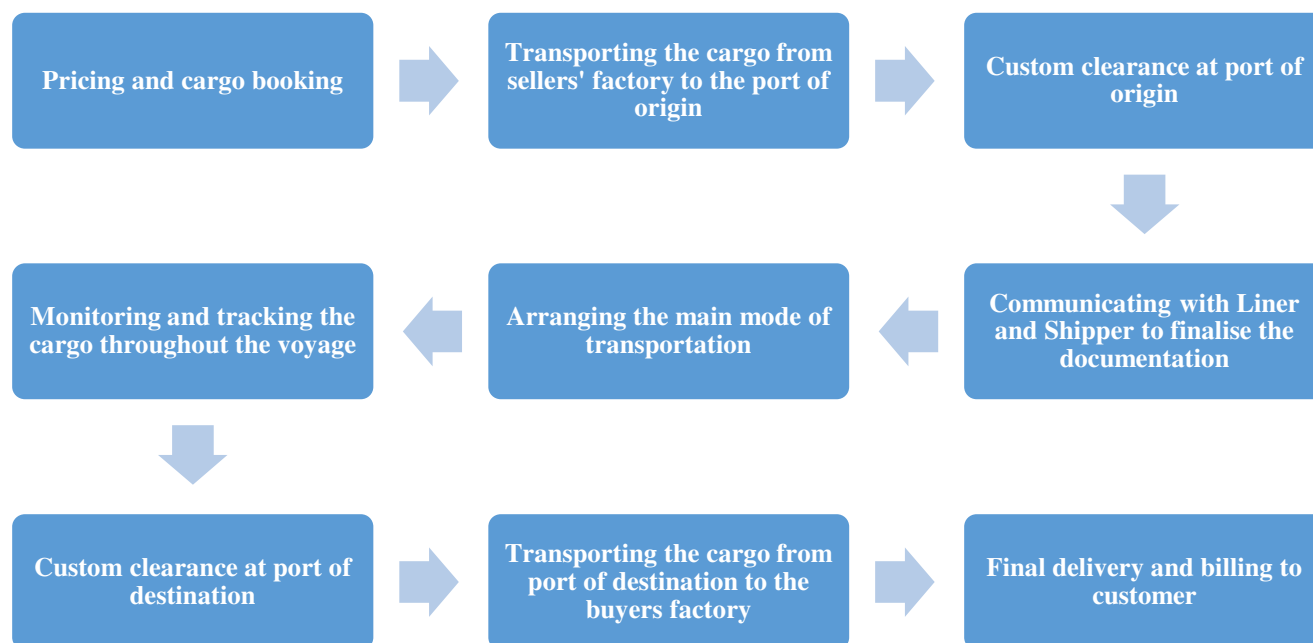 Pricing and cargo booking
Transporting the cargo from
sellers' factory to the port of
origin
Custom clearance at port of
origin
Communicating with Liner
and Shipper to finalise the
documentation
Arranging the main mode of
transportation
Monitoring and tracking the
cargo throughout the voyage
Custom clearance at port of
destination
Transporting the cargo from
port of destination to the
buyers factory
Final delivery and billing to
customer